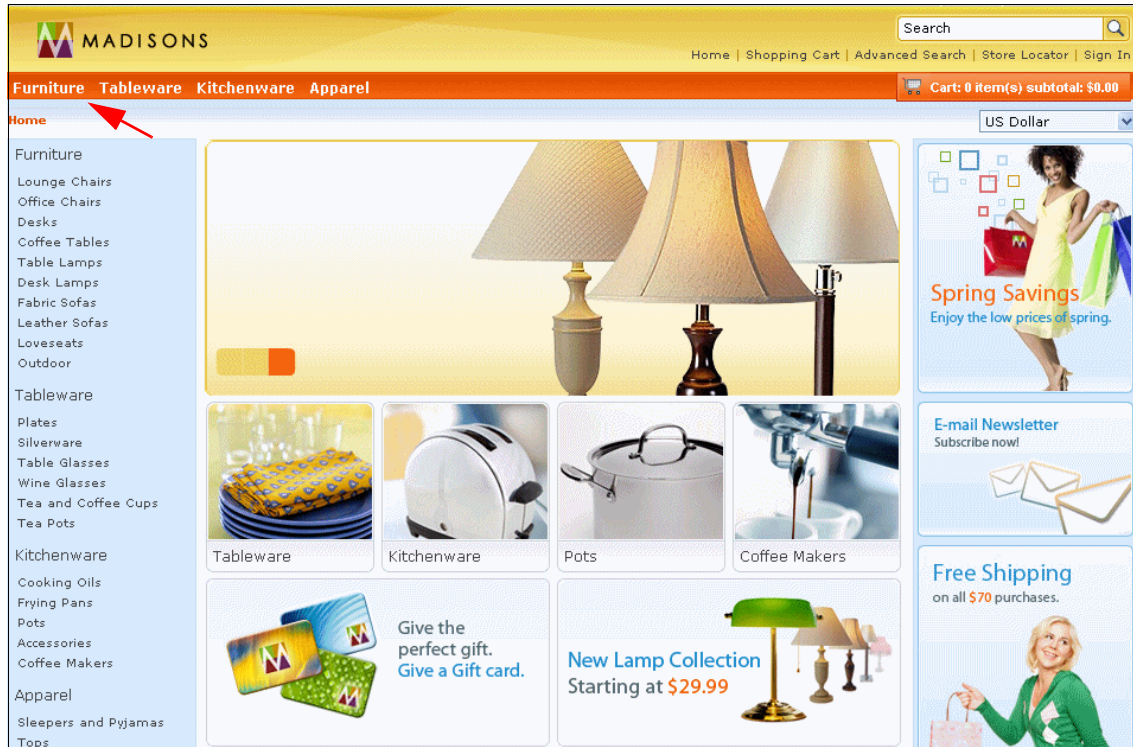 MADISONS
Search
Home | Shopping Cart | Advanced Search | Store Locator | Sign In
Furniture Tableware Kitchenware Apparel
Cart: 0 item(s) subtotal: $0.00
Home
US Dollar
Furniture
Lounge Chairs
Office Chairs
Desks
Coffee Tables
Table Lamps
Desk Lamps
Fabric Sofas
Leather Sofas
Loveseats
Outdoor
Tableware
Plates
Silverware
Table Glasses
Wine Glasses
Tea and Coffee Cups
Tea Pots
Kitchenware
Cooking Oils
Frying Pans
Pots
Accessories
Coffee Makers
Apparel
Sleepers and Pyjamas
Tops
Tableware
Kitchenware
Pots
Coffee Makers
Give the
perfect gift.
Give a Gift card.
New Lamp Collection
Starting at $29.99
Spring Savings
Enjoy the low prices of spring.
E-mail Newsletter
Subscribe now!
Free Shipping
on all $70 purchases.